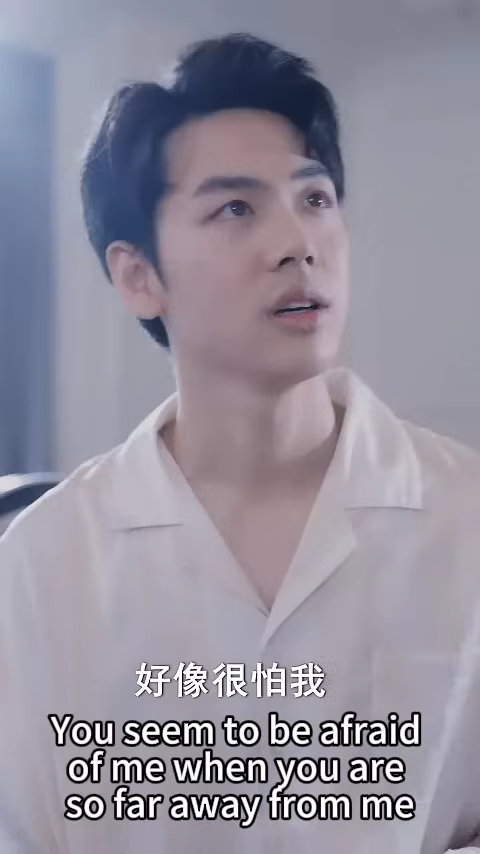 好像很怕我
You seem to be afraid
of me when you are
so far away from me